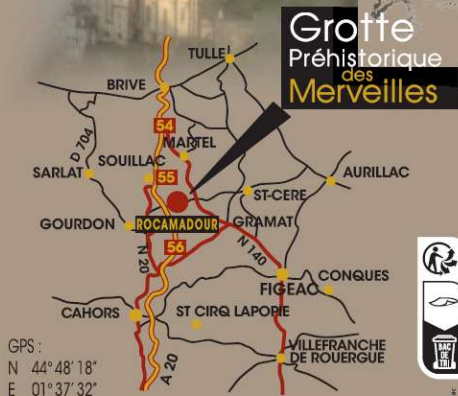 Grotte
Préhistorique
des
Merveilles
TULLE
BRIVE
54
MARTEL
D 704
SOUILLAC
55
SARLAT
AURILLAC
ST-CERE
GOURDON
ROCAMADOUR
GRAMAT
N 20
56
N 140
CONQUES
FIGEAC
CAHORS
ST CIRQ LAPOPIE
A 20
VILLEFRANCHE
DE ROUERGUE
GPS :
N 44°48'18"
E 01°37'32"
BAC
DE
TRI